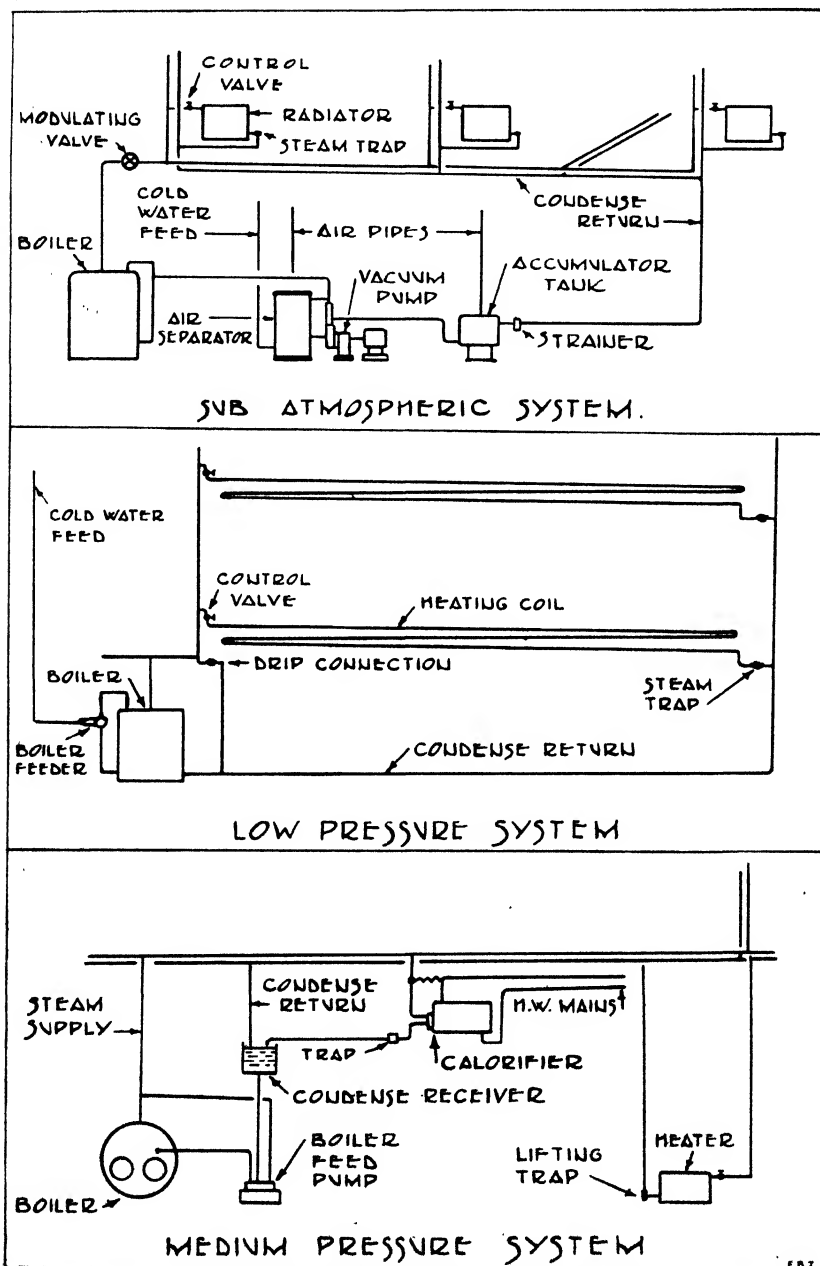 CONTROL
VALVE
RADIATOR
MODULATING
VALVE
STEAM TRAP
COLD
WATER
FEED
CONDENSE
RETURN
BOILER
AIR PIPES
ACCUMULATOR
TANK
VACUUM
PUMP
AIR
SEPARATOR
STRAINER
SUB ATMOSPHERIC SYSTEM.
COLD WATER
FEED
CONTROL
VALVE
HEATING COIL
DRIP CONNECTION
BOILER
STEAM
TRAP
BOILER
FEEDER
CONDENSE RETURN
LOW PRESSURE SYSTEM
STEAM
SUPPLY
CONDENSE
RETURN
H.W. MAINS
TRAP
CALORIFIER
CONDENSE RECEIVER
BOILER
FEED
PUMP
LIFTING
TRAP
HEATER
BOILER
MEDIUM PRESSURE SYSTEM